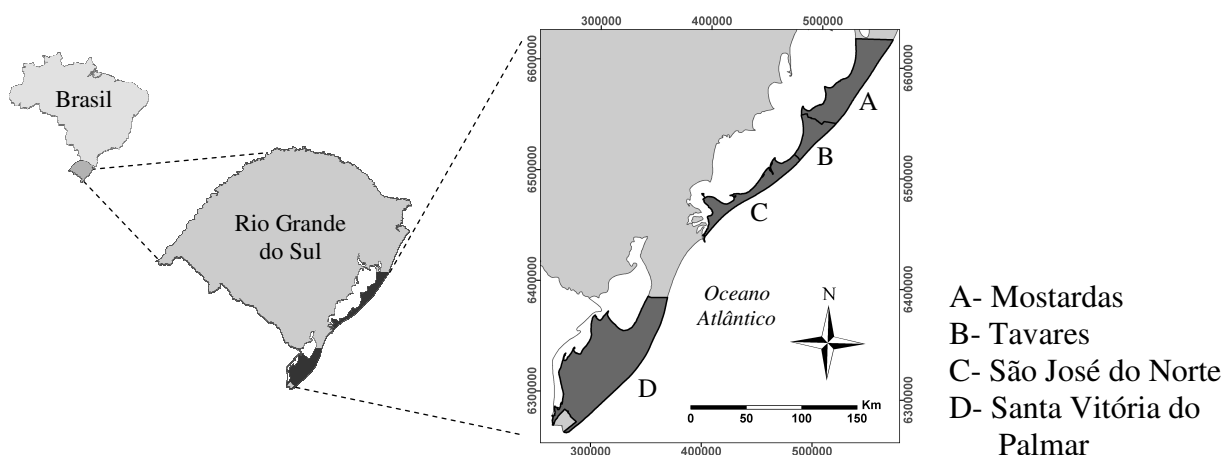 Brasil
Rio Grande
do Sul
300000
400000
500000
6600000
6500000
6400000
6300000
6600000
6500000
6400000
6300000
A
B
C
D
Oceano
Atlântico
N
Km
0
50
100
150
300000
400000
500000
A- Mostardas
B- Tavares
C- São José do Norte
D- Santa Vitória do
Palmar